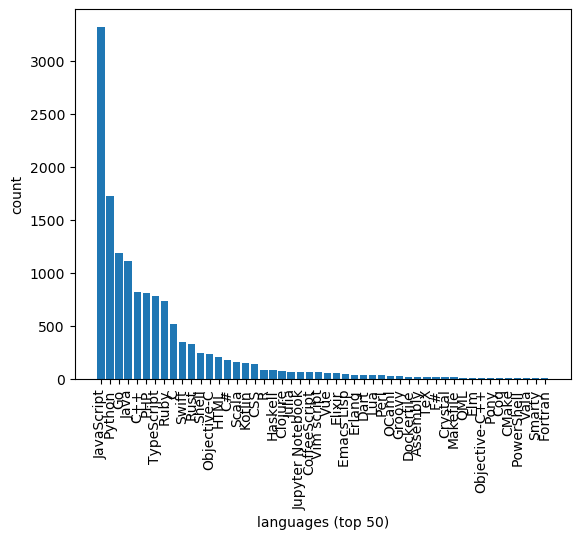 count
3000
2500
2000
1500
1000
500
0
JavaScript
Python
Go
Java
C++
PHP
TypeScript
Ruby
C
Swift
Rust
Shell
Objective-C
HTML
C#
Scala
Kotlin
CSS
R
Haskell
Clojure
Julia
Jupyter Notebook
CoffeeScript
Vim script
Vue
Elixir
Emacs Lisp
Erlang
Dart
Lua
Perl
OCaml
Groovy
Dockerfile
Assembly
TeX
F#
Crystal
Makefile
QML
Elm
Objective-C++
Pony
Coq
CMake
PowerShell
Vala
Smarty
Fortran
languages (top 50)